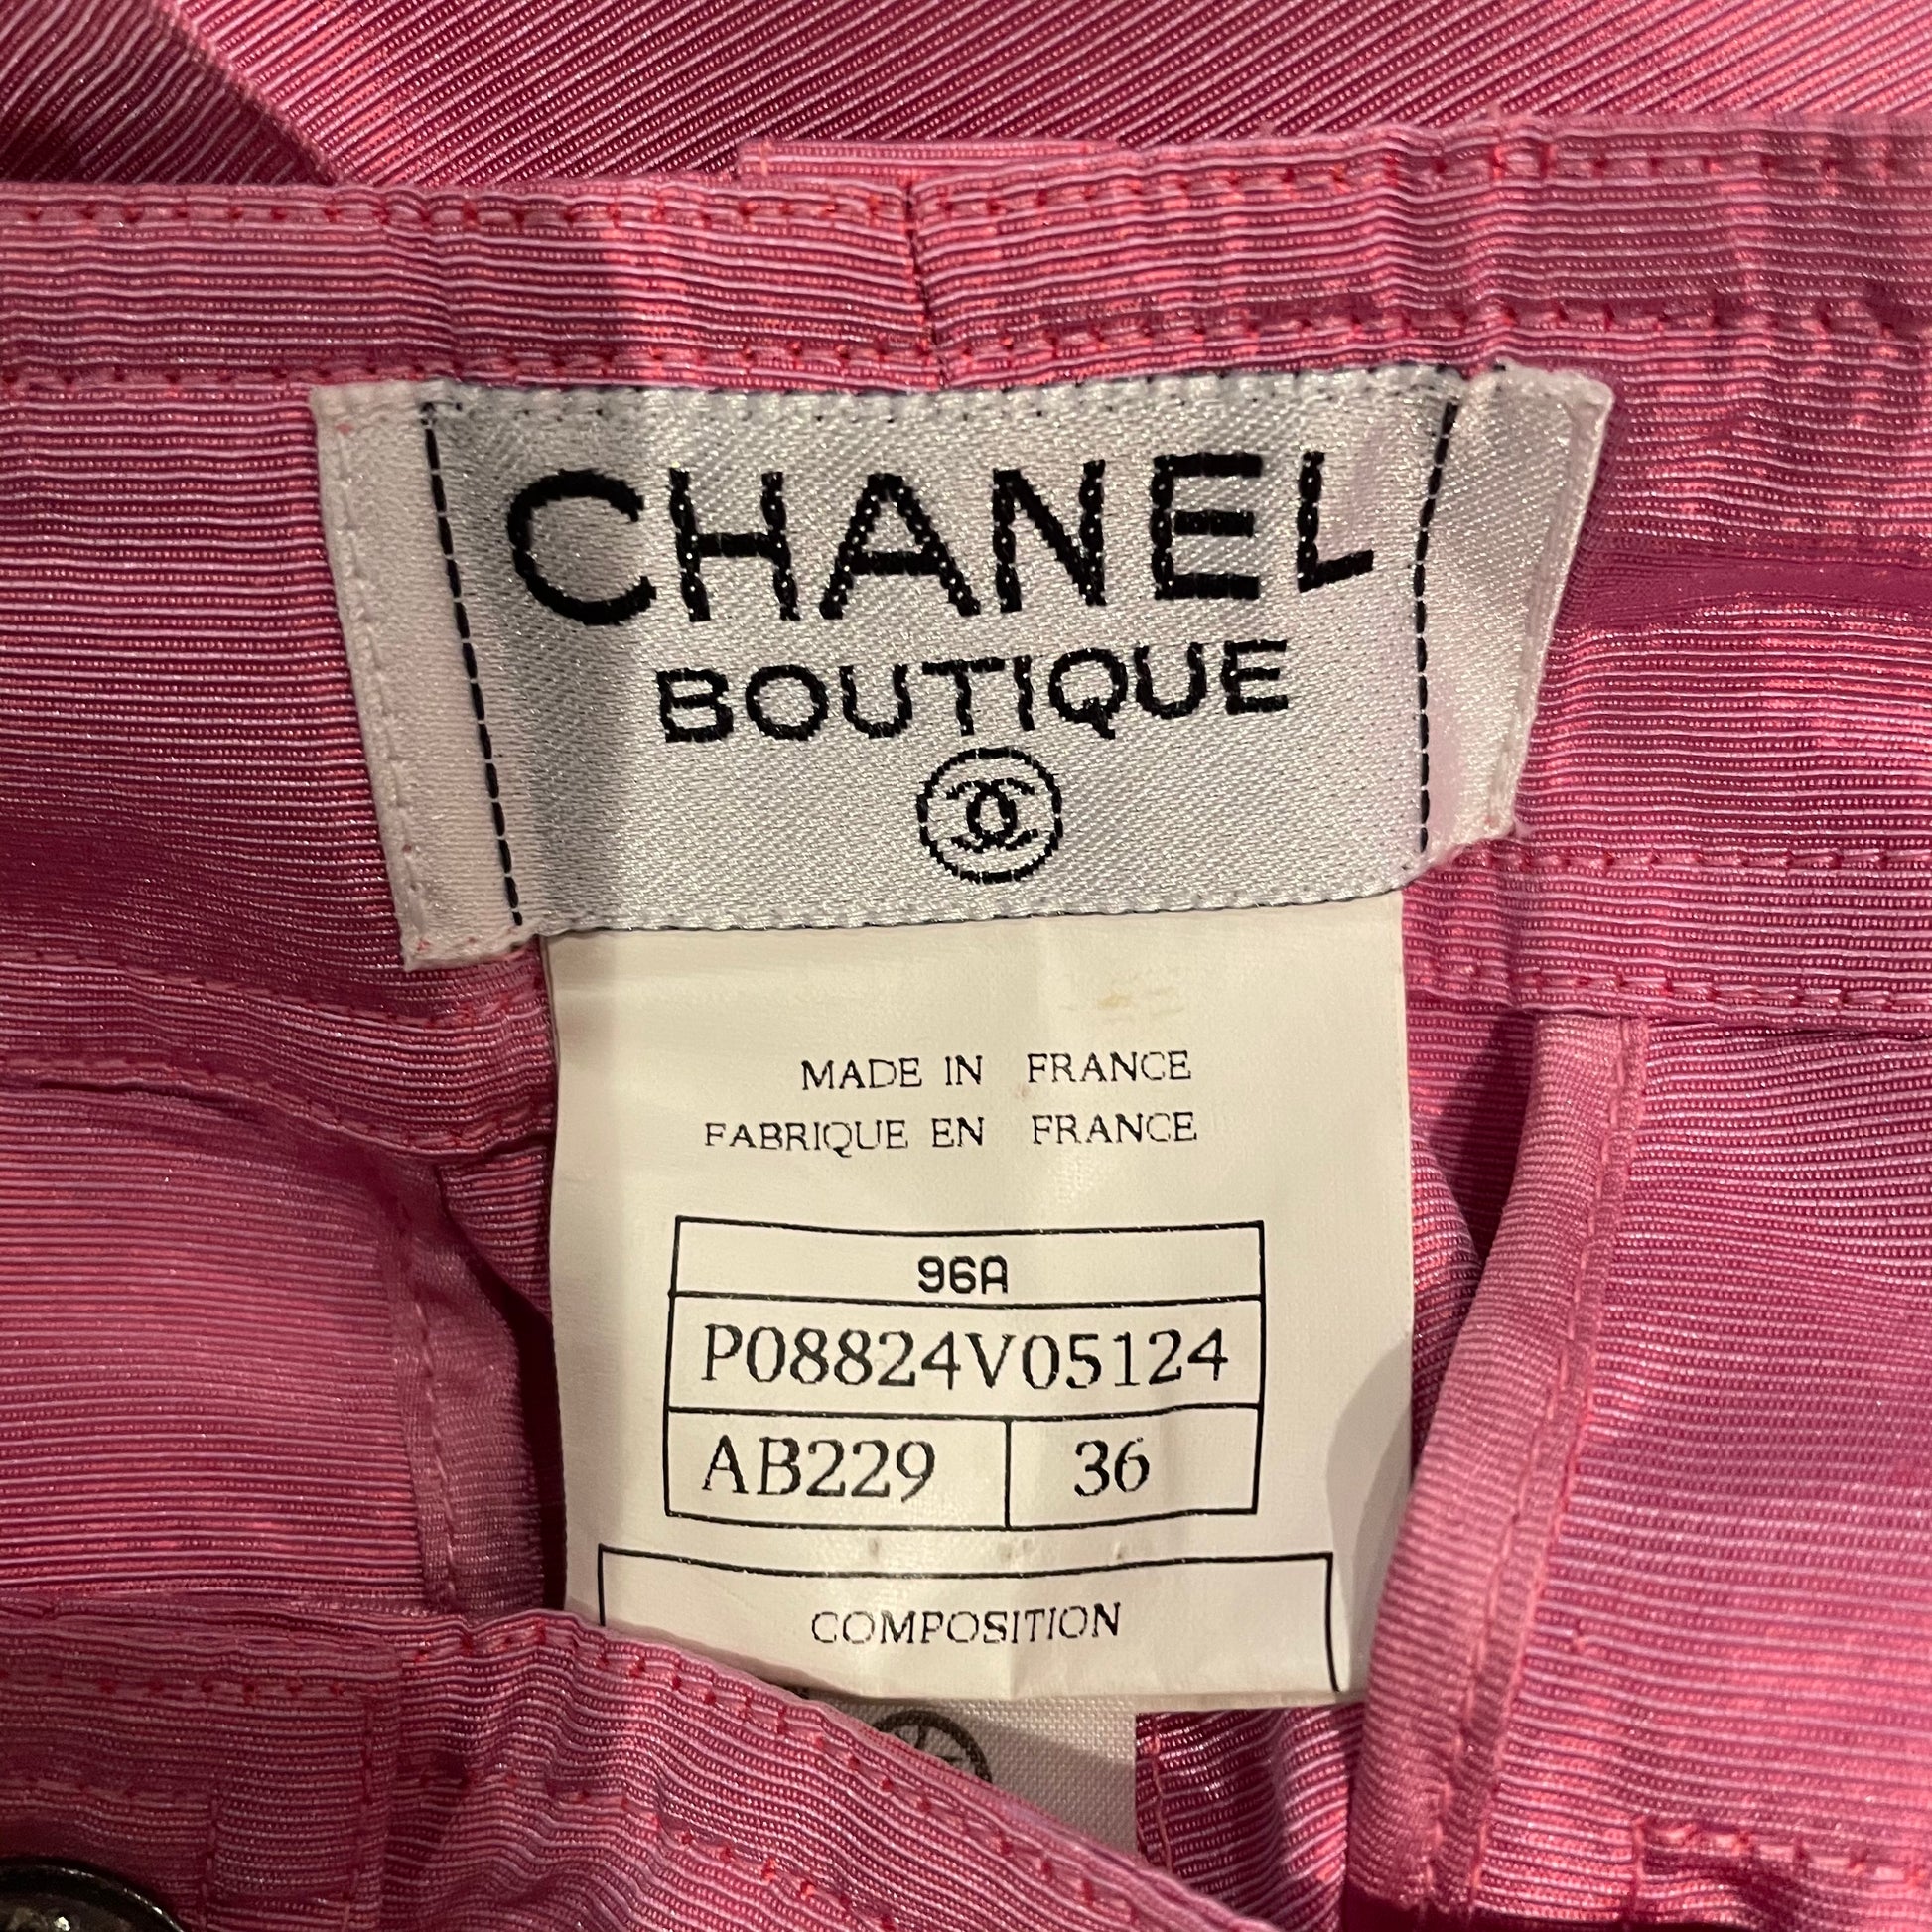 CHANEL
BOUTIQUE
MADE IN FRANCE
FABRIQUE EN FRANCE
96A
P08824V05124
AB229 36
COMPOSITION